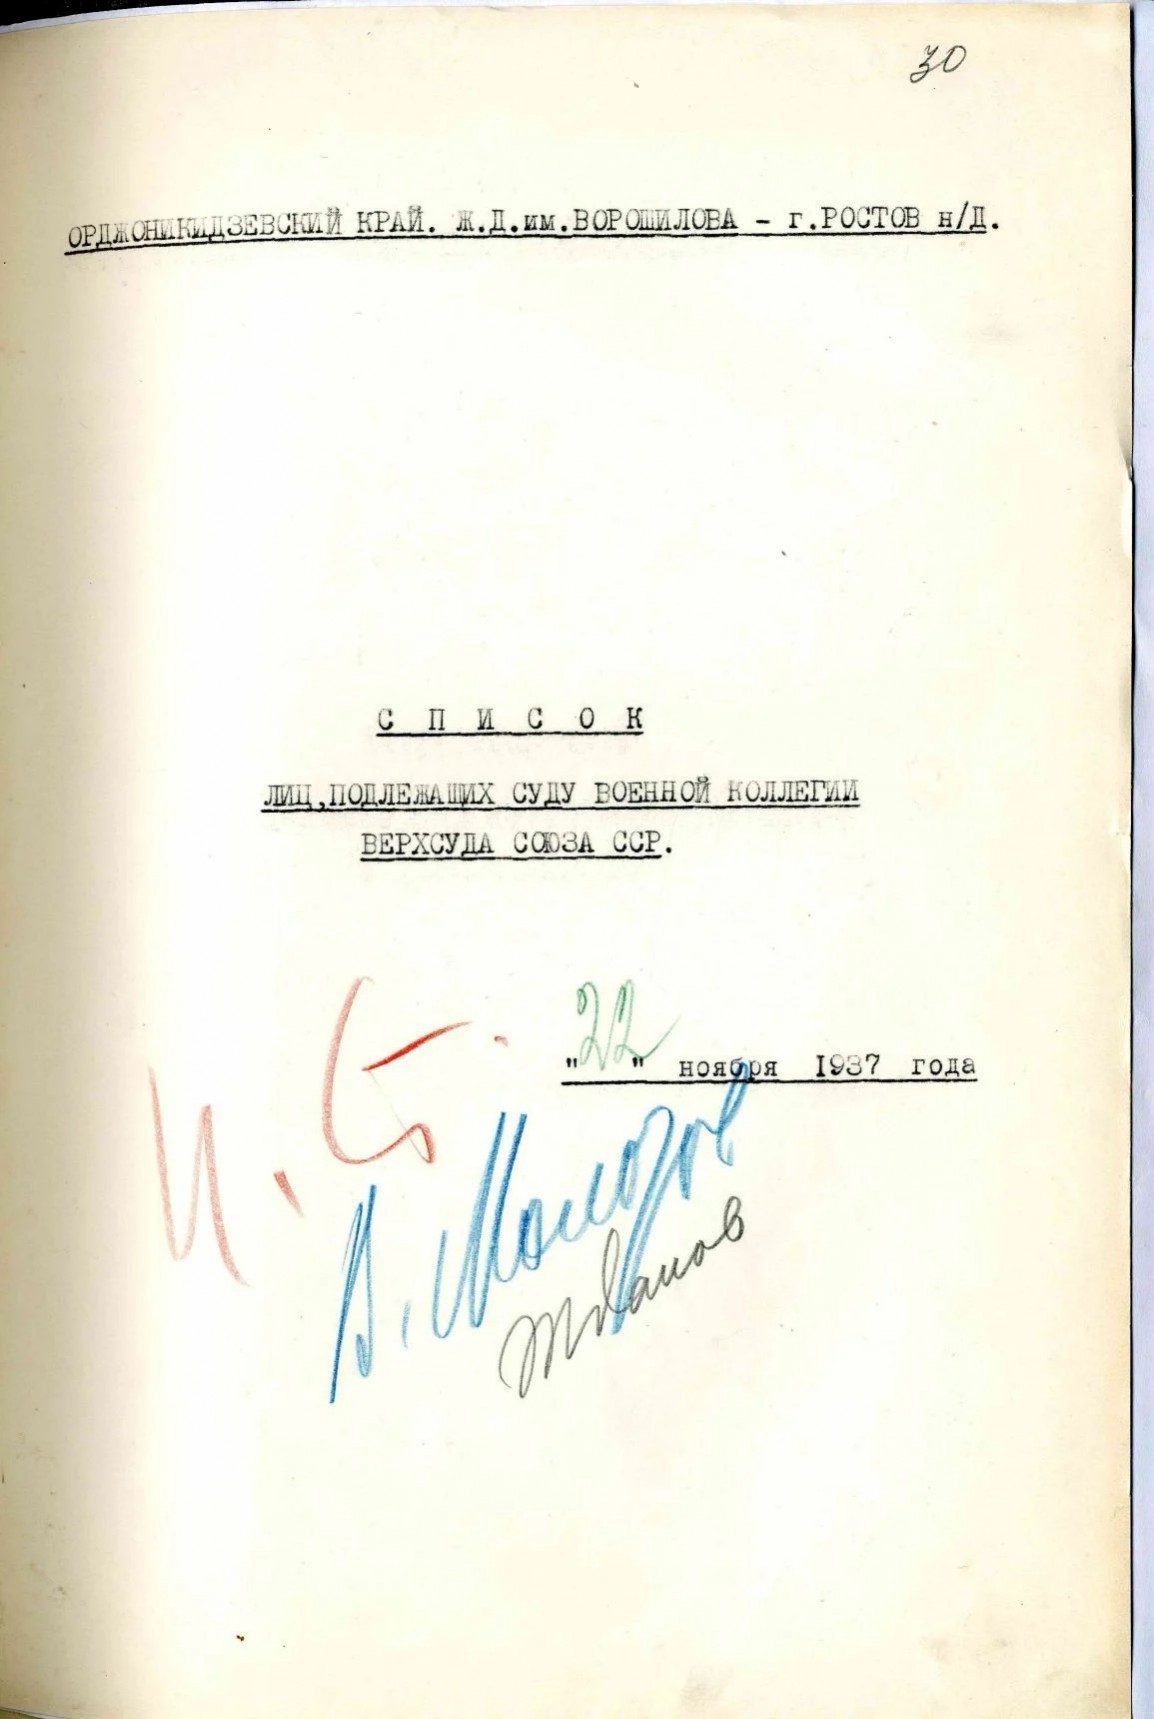 30
ОРДЖОНИКИДЗЕВСКИЙ КРАЙ. Ж.Д.им.ВОРОШИЛОВА - г.РОСТОВ н/Д.
С П И С О К
ЛИЦ,ПОДЛЕЖАЩИХ СУДУ ВОЕННОЙ КОЛЛЕГИИ
ВЕРХСУДА СОЮЗА ССР.
"22" ноября 1937 года
И. Ст.
В. Молотов
Жданов